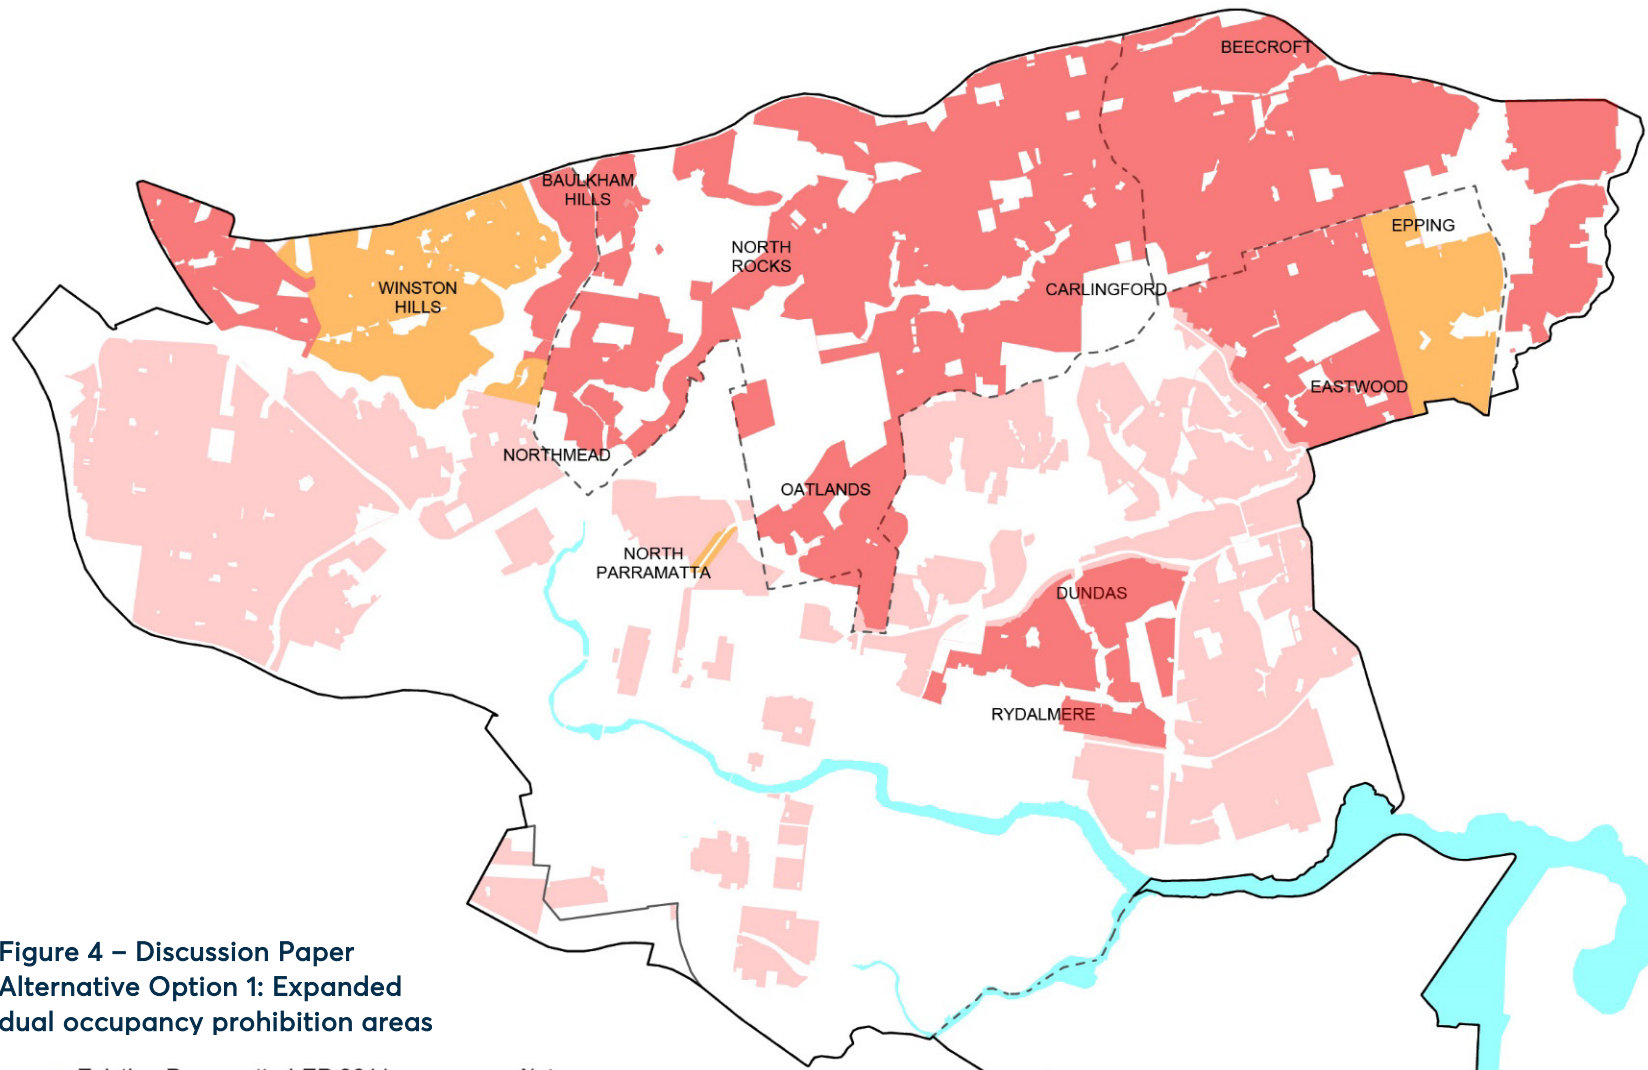 BEECROFT
BAULKHAM
HILLS
EPPING
NORTH
ROCKS
WINSTON
HILLS
CARLINGFORD
EASTWOOD
NORTHMEAD
OATLANDS
NORTH
PARRAMATTA
DUNDAS
RYDALMERE
Figure 4 – Discussion Paper
Alternative Option 1: Expanded
dual occupancy prohibition areas